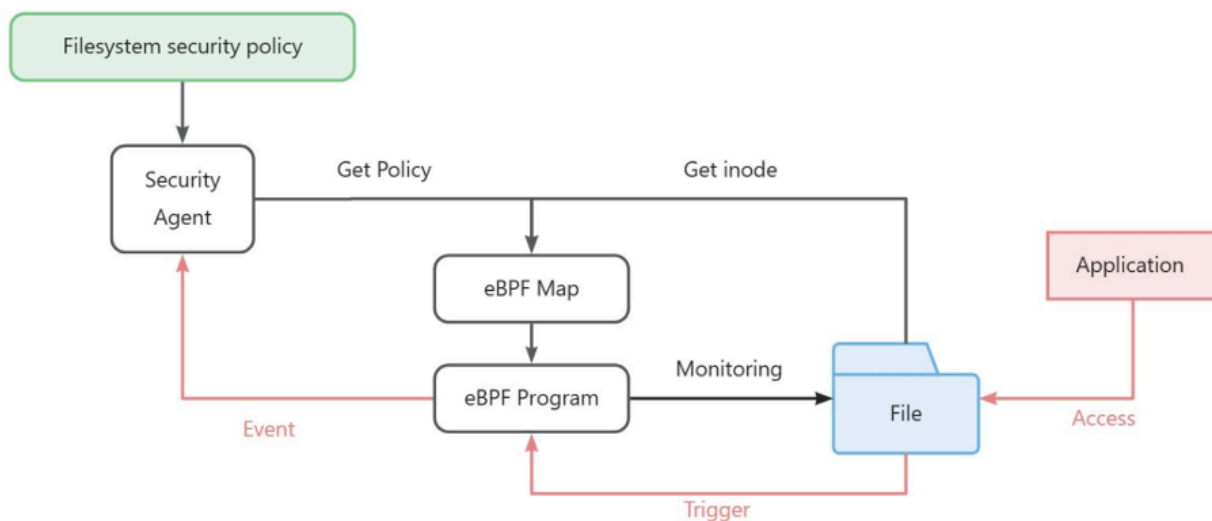 Filesystem security policy
Security
Agent
Get Policy
Get inode
Application
eBPF Map
Monitoring
eBPF Program
File
Event
Access
Trigger